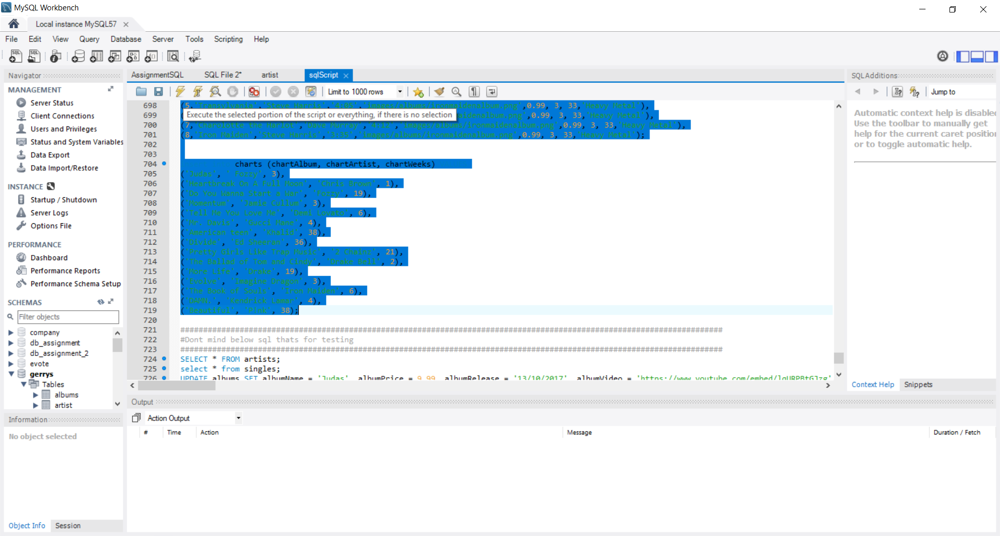 MySQL Workbench
Local instance MySQL57
File Edit View Query Database Server Tools Scripting Help
Navigator
MANAGEMENT
Server Status
Client Connections
Users and Privileges
Status and System Variables
Data Export
Data Import/Restore
INSTANCE
Startup / Shutdown
Server Logs
Options File
PERFORMANCE
Dashboard
Performance Reports
Performance Schema Setup
SCHEMAS
Filter objects
company
db_assignment
db_assignment_2
evote
gerrys
Tables
albums
artist
Information
No object selected
Object Info Session
AssignmentSQL SQL File 2* artist sqlScript
Limit to 1000 rows
698 (5,'Transylvania','Steve Harris','4:05','images/albums/ironmaidenalbum.png',0.99, 3, 33,'Heavy Metal'),
Execute the selected portion of the script or everything, if there is no selection
699 ironmaidenalbum.png',0.99, 3, 33,'Heavy Metal'),
700 (7,'Charolotte the Harlot','Dave Murray','4:12','images/albums/ironmaidenalbum.png',0.99, 3, 33,'Heavy Metal'),
701 (8,'Iron Maiden','Steve Harris','3:35','images/albums/ironmaidenalbum.png',0.99, 3, 33,'Heavy Metal');
702
703
704 charts (chartAlbum, chartArtist, chartWeeks)
705 ('Judas', ' Fozzy', 3),
706 ('Heartbreak On A Full Moon', 'Chris Brown', 1),
707 ('Do You Wanna Start a War', 'Fozzy', 19),
708 ('Momentum', 'Jamie Cullum', 3),
709 ('Tell Me You Love Me', 'Demi Lovato', 6),
710 ('Mr. Davis', 'Gucci Mane', 4),
711 ('American teen', 'Khalid', 38),
712 ('Divide', 'Ed Sheeran', 36),
713 ('Pretty Girls Like Trap Music', '2 Chainz', 21),
714 ('The Ballad of Tom and Cindy', 'Drake Bell', 2),
715 ('More Life', 'Drake', 19),
716 ('Evolve', 'Imagine Dragon', 3),
717 ('The Book of Souls', 'Iron Maiden', 6),
718 ('DAMN.', 'Kendrick Lamar', 4),
719 ('Beautiful', 'P!nk', 38);
720
721 ########################################################################################################################
722 #Dont mind below sql thats for testing
723 ########################################################################################################################
724 SELECT * FROM artists;
725 select * from singles;
726 UPDATE albums SET albumName = 'Judas', albumPrice = 9.99, albumRelease = '13/10/2017', albumVideo = 'https://www.youtube.com/embed/lqURPBtGJzg'
Output
Action Output
# Time Action Message Duration / Fetch
SQLAdditions
Jump to
Automatic context help is disabled
Use the toolbar to manually get
help for the current caret position
or to toggle automatic help.
Context Help Snippets